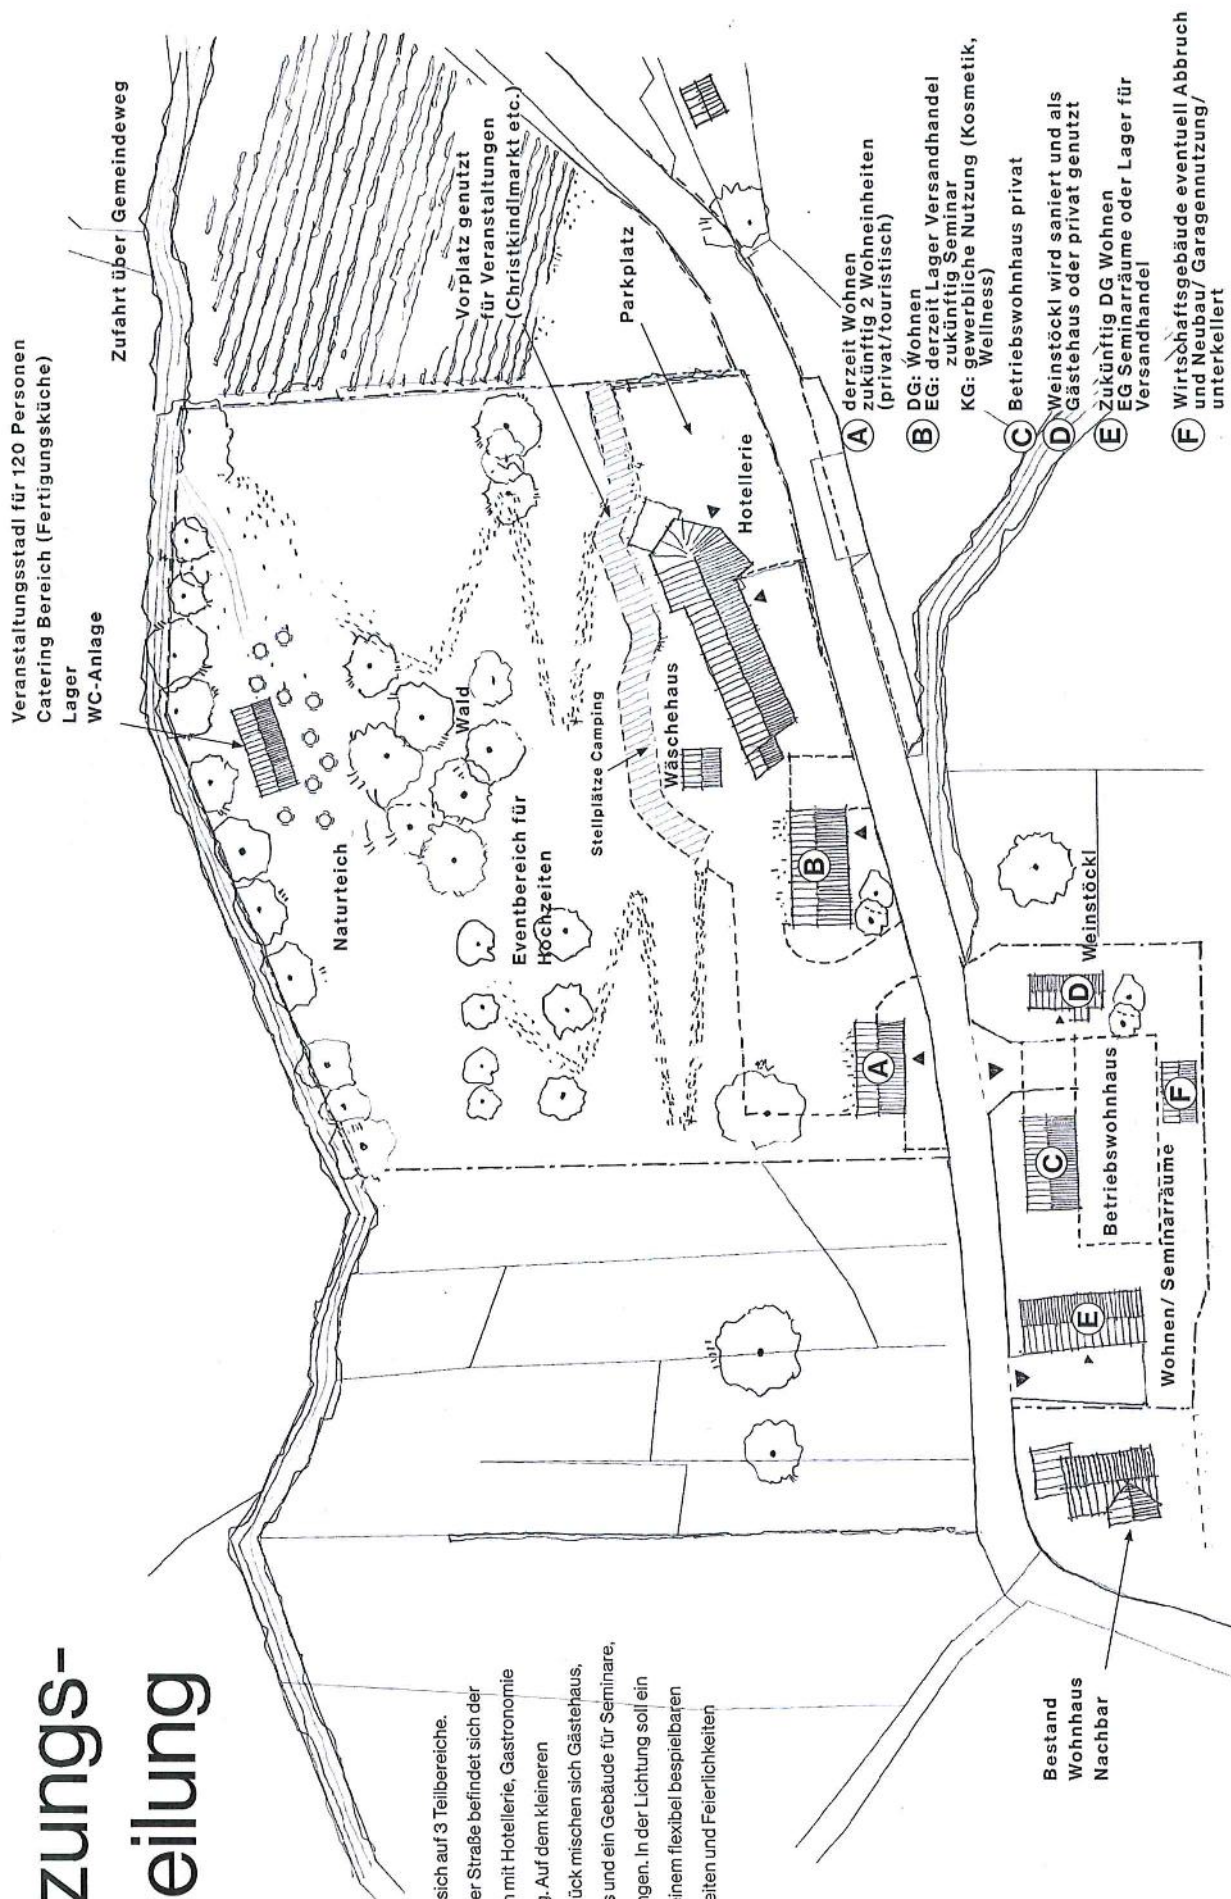 zungs-
eilung
sich auf 3 Teilbereiche.
er Straße befindet sich der
n mit Hotellerie, Gastronomie
g. Auf dem kleineren
ück mischen sich Gästehaus,
s und ein Gebäude für Seminare,
ngen. In der Lichtung soll ein
einem flexibel bespielbaren
eiten und Feierlichkeiten
Veranstaltungsstadl für 120 Personen
Catering Bereich (Fertigungsküche)
Lager
WC-Anlage
Zufahrt über Gemeindeweg
Naturteich
Wald
Eventbereich für
Hochzeiten
Vorplatz genutzt
für Veranstaltungen
(Christkindlmarkt etc.)
Stellplätze Camping
Wäschehaus
Parkplatz
Hotellerie
A
B
C
D
E
F
Weinstöckl
Betriebswohnhaus
Wohnen/ Seminarräume
Bestand
Wohnhaus
Nachbar
A derzeit Wohnen
zukünftig 2 Wohneinheiten
(privat/touristisch)
B DG: Wohnen
EG: derzeit Lager Versandhandel
zukünftig Seminar
KG: gewerbliche Nutzung (Kosmetik,
Wellness)
C Betriebswohnhaus privat
D Weinstöckl wird saniert und als
Gästehaus oder privat genutzt
E Zukünftig DG Wohnen
EG Seminarräume oder Lager für
Versandhandel
F Wirtschaftsgebäude eventuell Abbruch
und Neubau/ Garagennutzung/
unterkellert